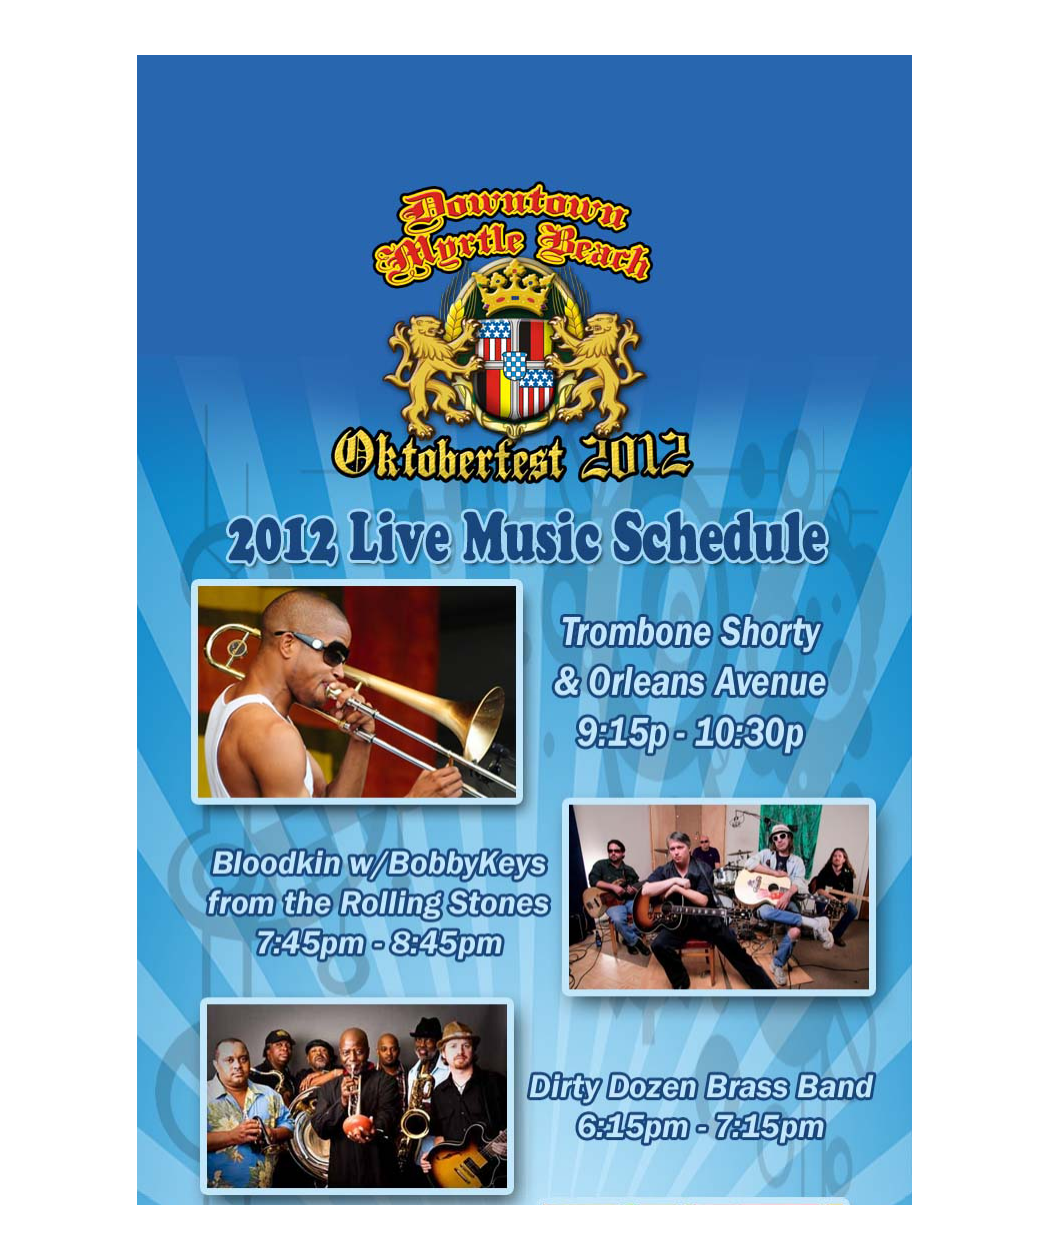 Downtown
Myrtle Beach
Oktoberfest 2012
2012 Live Music Schedule
Trombone Shorty
& Orleans Avenue
9:15p - 10:30p
Bloodkin w/BobbyKeys
from the Rolling Stones
7:45pm - 8:45pm
Dirty Dozen Brass Band
6:15pm - 7:15pm